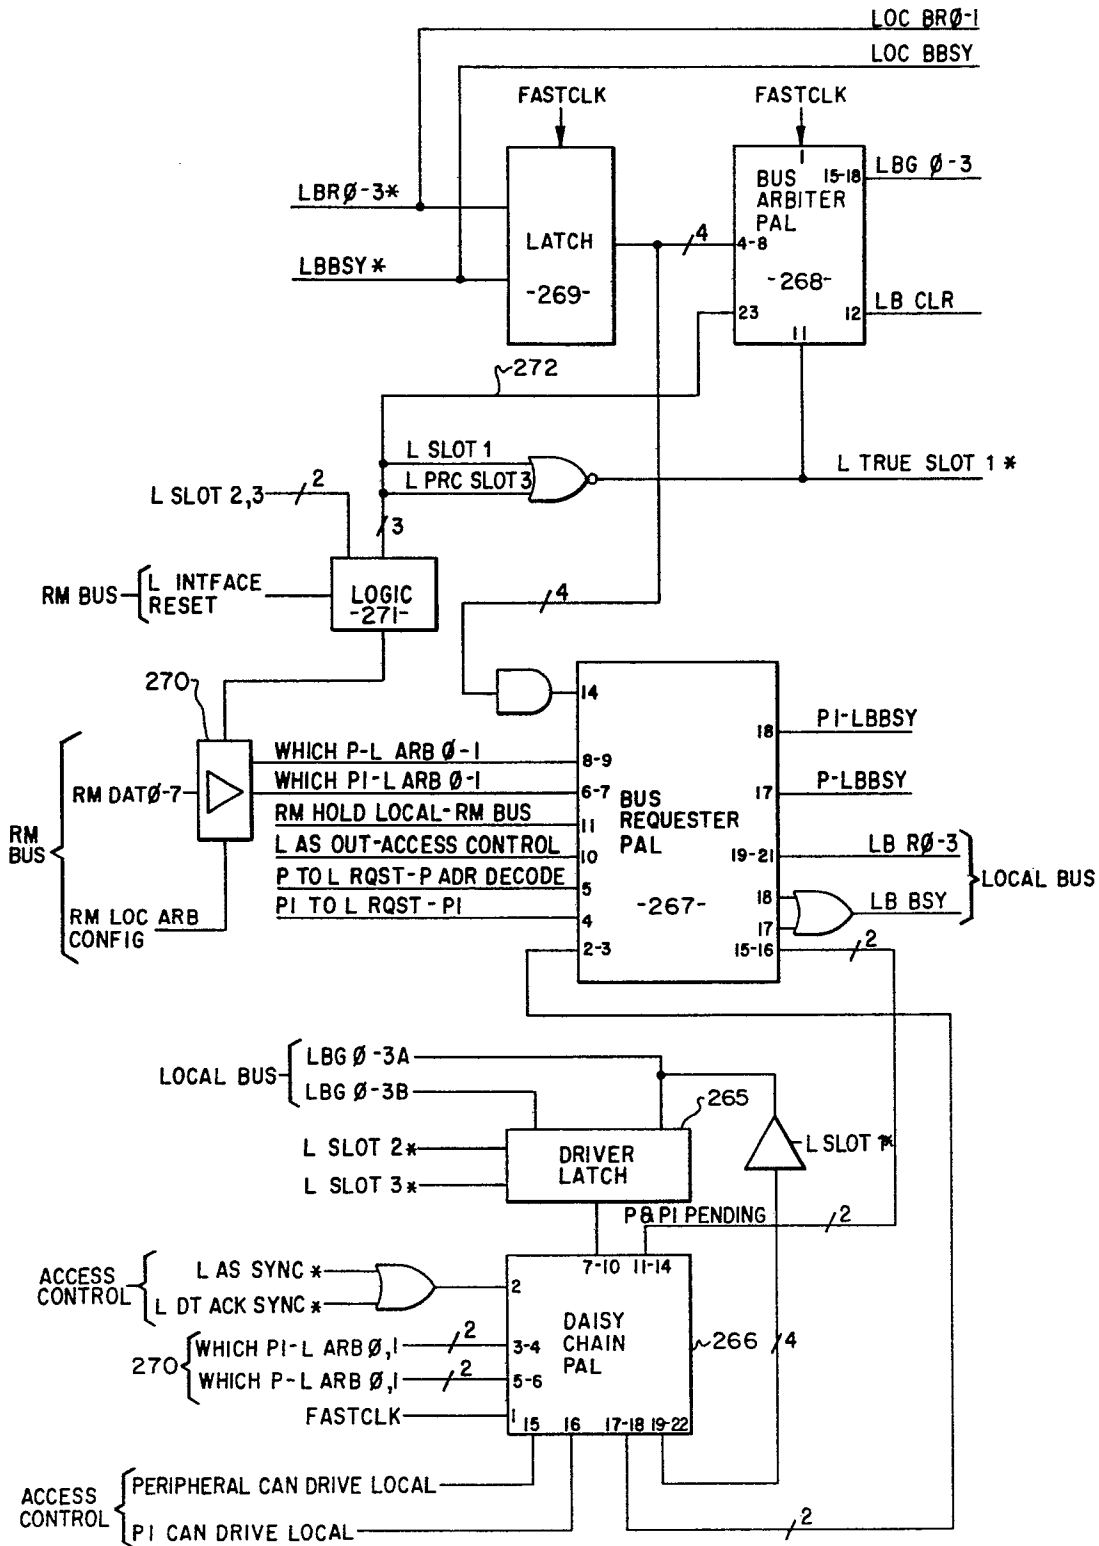 LOC BRØ-1
LOC BBSY
FASTCLK
FASTCLK
LBRØ-3*
LBBSY*
LATCH
-269-
1
BUS
ARBITER
PAL
15-18
LBG Ø-3
4
4-8
-268-
23
12
LB CLR
11
272
L SLOT 1
L PRC SLOT 3
L TRUE SLOT 1 *
L SLOT 2,3
2
3
RM BUS
L INTFACE
RESET
LOGIC
-271-
4
270
14
18
PI-LBBSY
RM
BUS
RM DATØ-7
WHICH P-L ARB Ø-1
8-9
WHICH PI-L ARB Ø-1
6-7
RM HOLD LOCAL-RM BUS
11
L AS OUT-ACCESS CONTROL
10
P TO L RQST-P ADR DECODE
5
PI TO L RQST-PI
4
2-3
BUS
REQUESTER
PAL
-267-
17
P-LBBSY
19-21
LB RØ-3
18
17
LB BSY
LOCAL BUS
15-16
2
RM LOC ARB
CONFIG
LOCAL BUS
LBG Ø-3A
LBG Ø-3B
265
L SLOT 2*
L SLOT 3*
DRIVER
LATCH
L SLOT 1*
P & PI PENDING
2
7-10
11-14
ACCESS
CONTROL
L AS SYNC *
L DT ACK SYNC *
2
DAISY
CHAIN
PAL
266
4
270
WHICH PI-L ARB Ø,1
2
3-4
WHICH P-L ARB Ø,1
2
5-6
FASTCLK
1
15
16
17-18
19-22
ACCESS
CONTROL
PERIPHERAL CAN DRIVE LOCAL
PI CAN DRIVE LOCAL
2